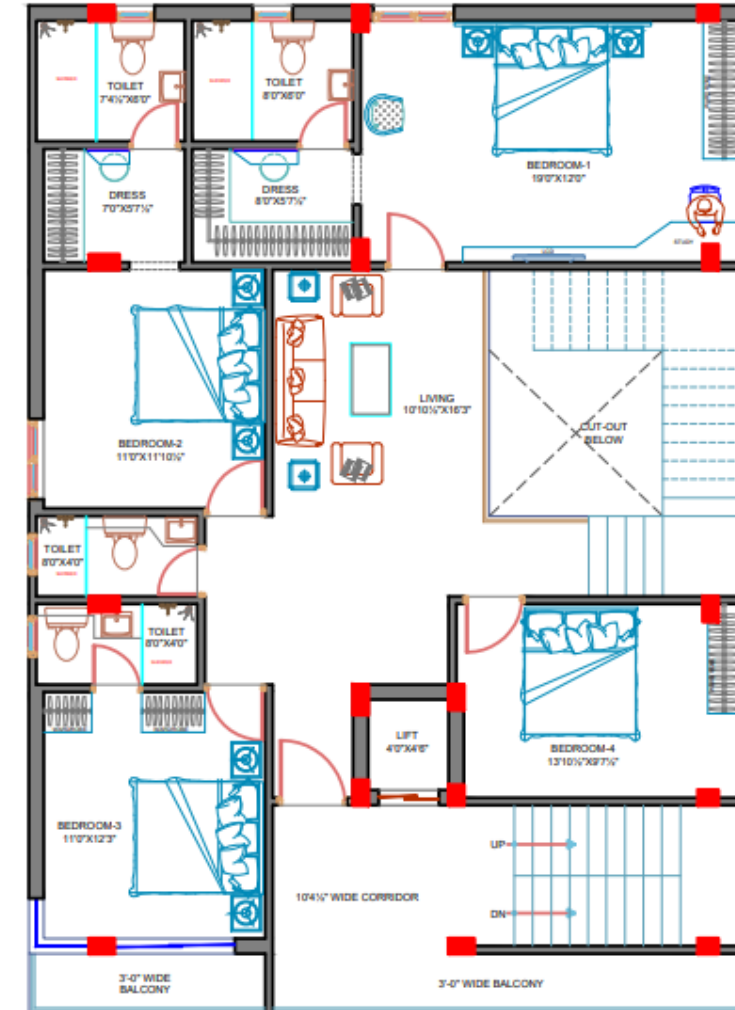 TOILET
7'4½"X6'0"
TOILET
8'0"X6'0"
DRESS
7'0"X5'7½"
DRESS
8'0"X5'7½"
BEDROOM-1
19'0"X12'0"
STUDY
BEDROOM-2
11'0"X11'10½"
LIVING
10'10½"X16'3"
CUT-OUT
BELOW
TOILET
8'0"X4'0"
TOILET
8'0"X4'0"
LIFT
4'0"X4'6"
BEDROOM-4
13'10½"X9'7½"
BEDROOM-3
11'0"X12'3"
UP
10'4½" WIDE CORRIDOR
DN
3'-0" WIDE
BALCONY
3'-0" WIDE BALCONY